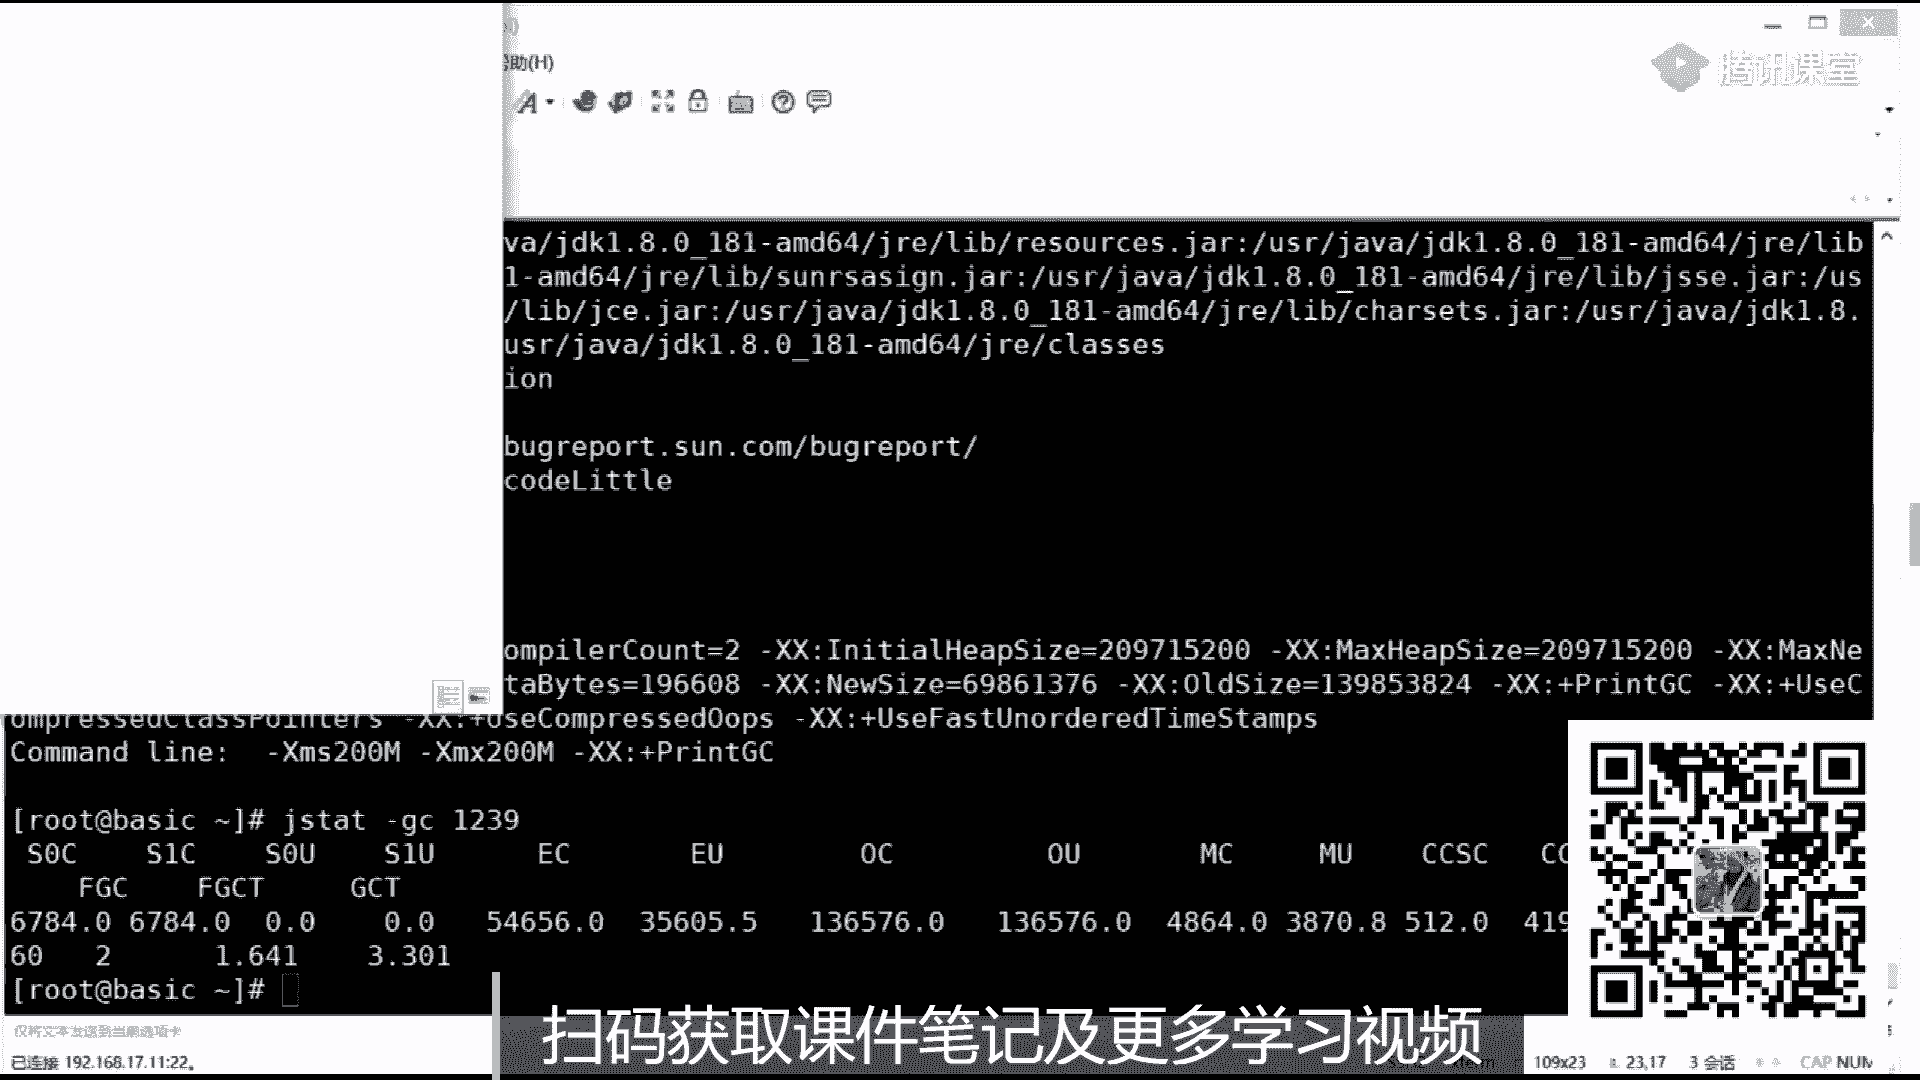 助(H)
腾讯课堂
va/jdk1.8.0_181-amd64/jre/lib/resources.jar:/usr/java/jdk1.8.0_181-amd64/jre/lib
1-amd64/jre/lib/sunrsasign.jar:/usr/java/jdk1.8.0_181-amd64/jre/lib/jsse.jar:/us
/lib/jce.jar:/usr/java/jdk1.8.0_181-amd64/jre/lib/charsets.jar:/usr/java/jdk1.8.
usr/java/jdk1.8.0_181-amd64/jre/classes
ion
bugreport.sun.com/bugreport/
codeLittle
ompilerCount=2 -XX:InitialHeapSize=209715200 -XX:MaxHeapSize=209715200 -XX:MaxNe
taBytes=196608 -XX:NewSize=69861376 -XX:OldSize=139853824 -XX:+PrintGC -XX:+UseC
ompressedClassPointers -XX:+UseCompressedOops -XX:+UseFastUnorderedTimeStamps
Command line:  -Xms200M -Xmx200M -XX:+PrintGC
[root@basic ~]# jstat -gc 1239
S0C S1C S0U S1U EC EU OC OU MC MU CCSC CC
FGC FGCT GCT
6784.0 6784.0 0.0 0.0 54656.0 35605.5 136576.0 136576.0 4864.0 3870.8 512.0 419
60 2 1.641 3.301
[root@basic ~]#
仅将文本发送到当前选项卡
扫码获取课件笔记及更多学习视频
已连接 192.168.17.11:22。
109x23 23,17 3 会话 CAP NUM